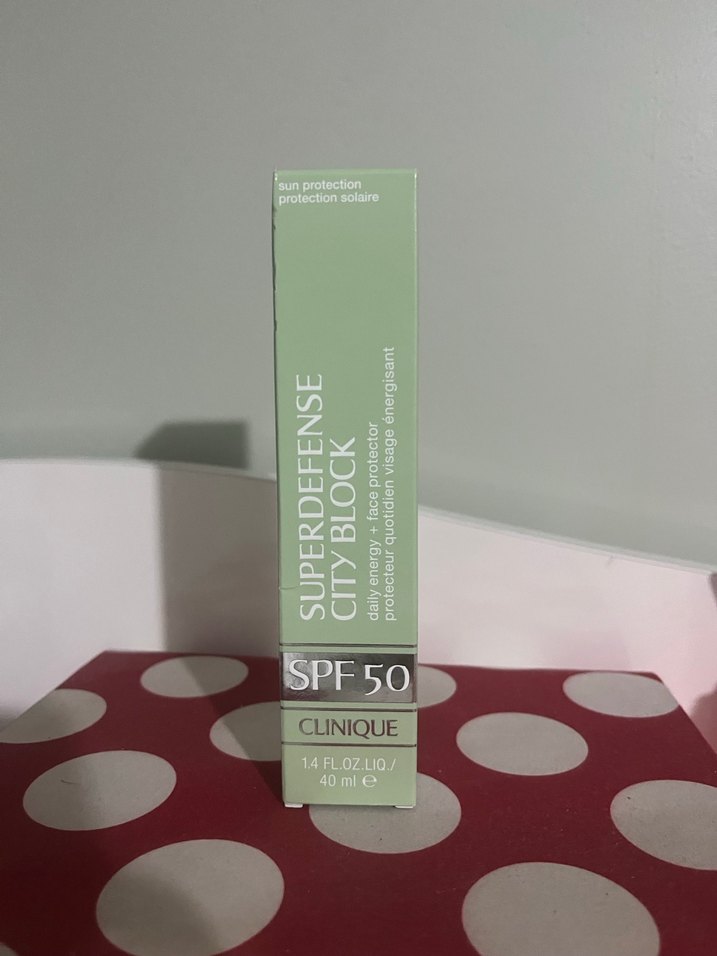 sun protection
protection solaire
SUPERDEFENSE
CITY BLOCK
daily energy + face protector
protecteur quotidien visage énergisant
SPF 50
CLINIQUE
1.4 FL.OZ.LIQ./
40 ml ℮